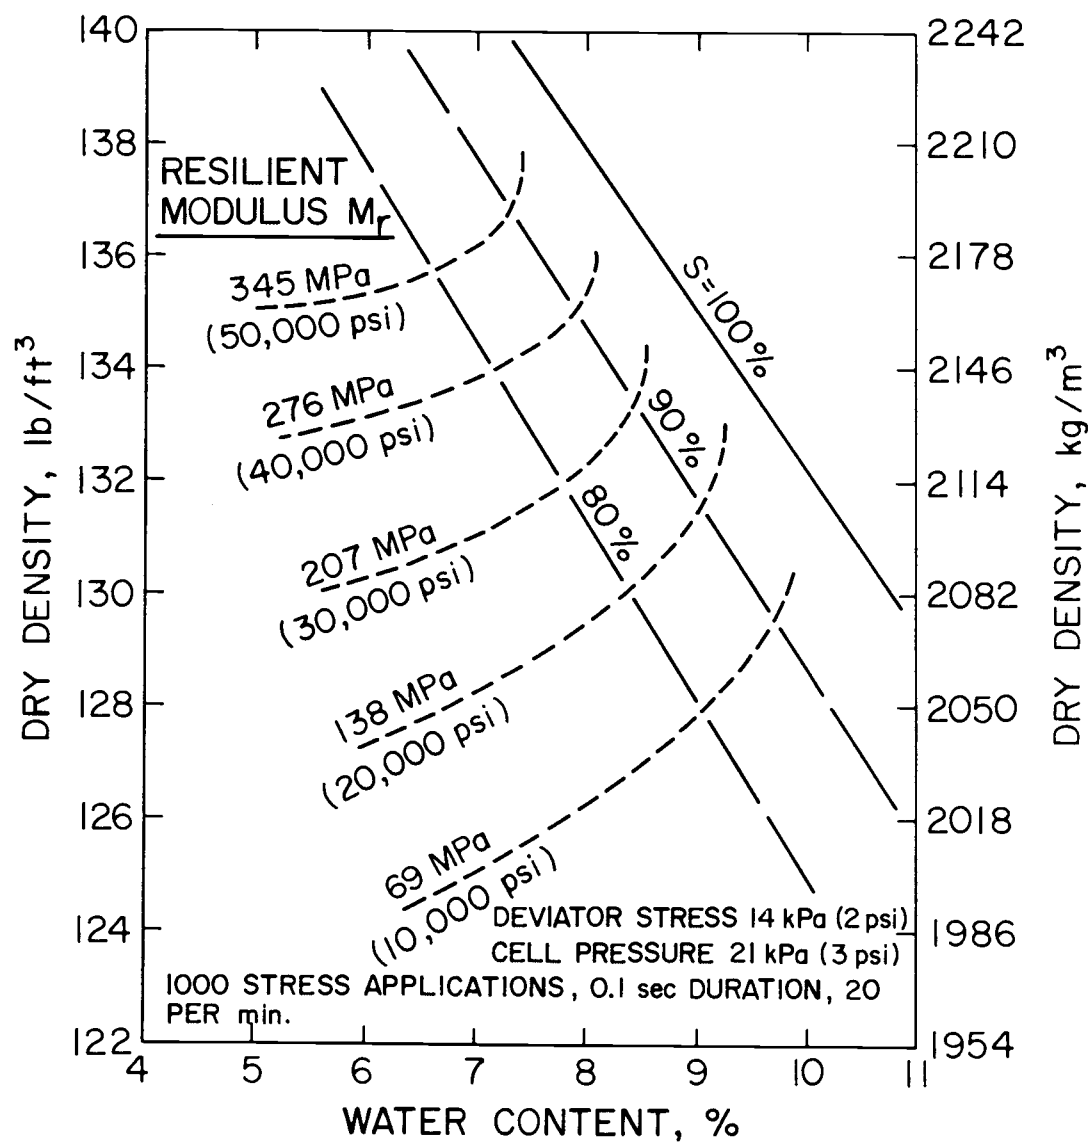 140
138
136
134
132
130
128
126
124
122
DRY DENSITY, lb/ft³
RESILIENT
MODULUS Mr
345 MPa
(50,000 psi)
276 MPa
(40,000 psi)
207 MPa
(30,000 psi)
138 MPa
(20,000 psi)
69 MPa
(10,000 psi)
S=100%
90%
80%
DEVIATOR STRESS 14 kPa (2 psi)
CELL PRESSURE 21 kPa (3 psi)
1000 STRESS APPLICATIONS, 0.1 sec DURATION, 20
PER min.
2242
2210
2178
2146
2114
2082
2050
2018
1986
1954
DRY DENSITY, kg/m³
4 5 6 7 8 9 10 11
WATER CONTENT, %